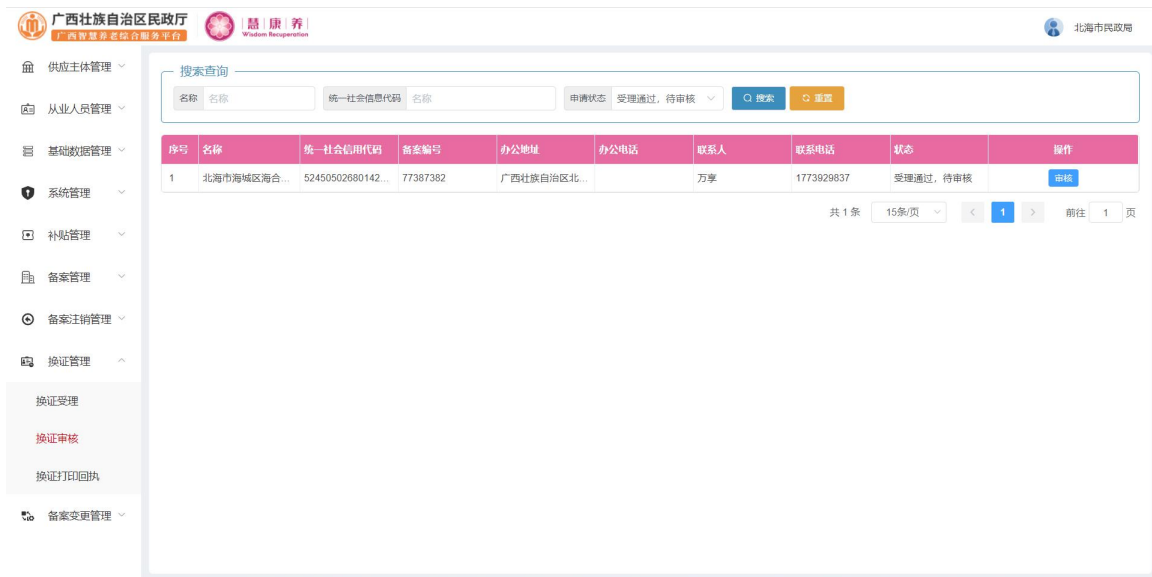 广西壮族自治区民政厅
广西智慧养老综合服务平台
慧康养
Wisdom Recuperation
北海市民政局
供应主体管理
从业人员管理
基础数据管理
系统管理
补贴管理
备案管理
备案注销管理
换证管理
换证受理
换证审核
换证打印回执
备案变更管理
搜索查询
名称 名称 统一社会信息代码 名称 申请状态 受理通过，待审核 搜索 重置
序号 名称 统一社会信用代码 备案编号 办公地址 办公电话 联系人 联系电话 状态 操作
1 北海市海城区海合... 52450502680142... 77387382 广西壮族自治区北... 万享 1773929837 受理通过，待审核 审核
共 1 条 15条/页 1 前往 1 页